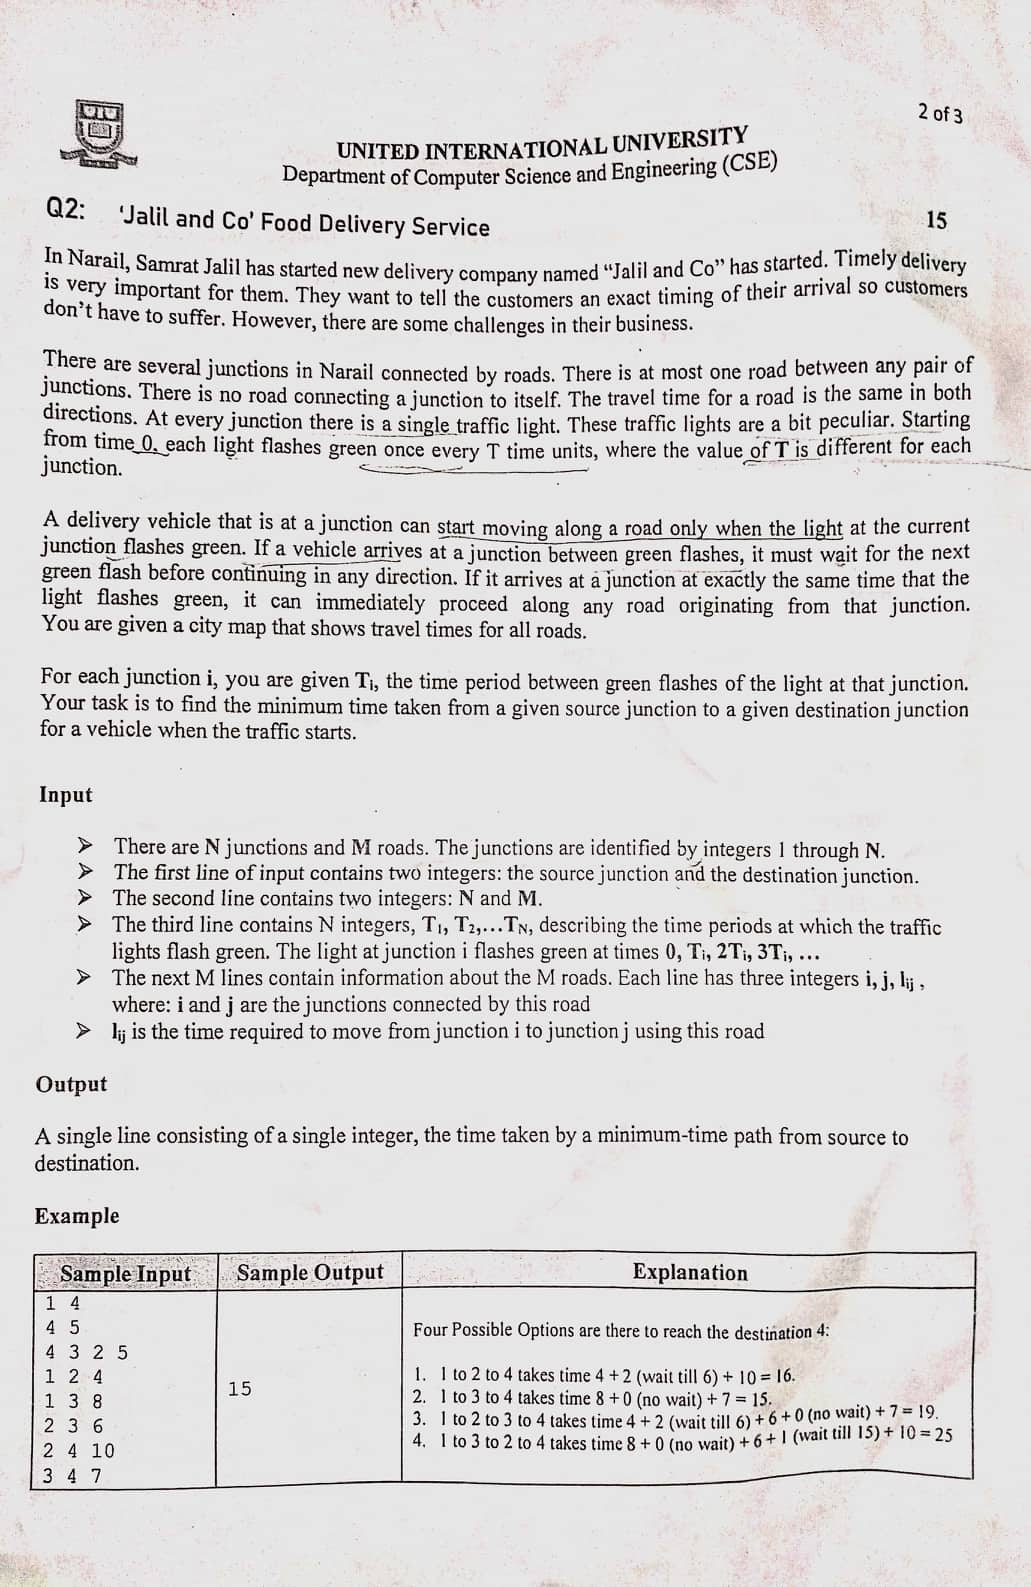 UIU
2 of 3
UNITED INTERNATIONAL UNIVERSITY
Department of Computer Science and Engineering (CSE)
Q2: 'Jalil and Co' Food Delivery Service 15
In Narail, Samrat Jalil has started new delivery company named “Jalil and Co” has started. Timely delivery
is very important for them. They want to tell the customers an exact timing of their arrival so customers
don’t have to suffer. However, there are some challenges in their business.
There are several junctions in Narail connected by roads. There is at most one road between any pair of
junctions. There is no road connecting a junction to itself. The travel time for a road is the same in both
directions. At every junction there is a single traffic light. These traffic lights are a bit peculiar. Starting
from time 0, each light flashes green once every T time units, where the value of T is different for each
junction.
A delivery vehicle that is at a junction can start moving along a road only when the light at the current
junction flashes green. If a vehicle arrives at a junction between green flashes, it must wait for the next
green flash before continuing in any direction. If it arrives at a junction at exactly the same time that the
light flashes green, it can immediately proceed along any road originating from that junction.
You are given a city map that shows travel times for all roads.
For each junction i, you are given Ti, the time period between green flashes of the light at that junction.
Your task is to find the minimum time taken from a given source junction to a given destination junction
for a vehicle when the traffic starts.
Input
➢ There are N junctions and M roads. The junctions are identified by integers 1 through N.
➢ The first line of input contains two integers: the source junction and the destination junction.
➢ The second line contains two integers: N and M.
➢ The third line contains N integers, T1, T2,…TN, describing the time periods at which the traffic
lights flash green. The light at junction i flashes green at times 0, Ti, 2Ti, 3Ti, …
➢ The next M lines contain information about the M roads. Each line has three integers i, j, lij ,
where: i and j are the junctions connected by this road
➢ lij is the time required to move from junction i to junction j using this road
Output
A single line consisting of a single integer, the time taken by a minimum-time path from source to
destination.
Example
Sample Input Sample Output Explanation
1 4
4 5
4 3 2 5
1 2 4
1 3 8
2 3 6
2 4 10
3 4 7
15
Four Possible Options are there to reach the destination 4:
1. 1 to 2 to 4 takes time 4 + 2 (wait till 6) + 10 = 16.
2. 1 to 3 to 4 takes time 8 + 0 (no wait) + 7 = 15.
3. 1 to 2 to 3 to 4 takes time 4 + 2 (wait till 6) + 6 + 0 (no wait) + 7 = 19.
4. 1 to 3 to 2 to 4 takes time 8 + 0 (no wait) + 6 + 1 (wait till 15) + 10 = 25